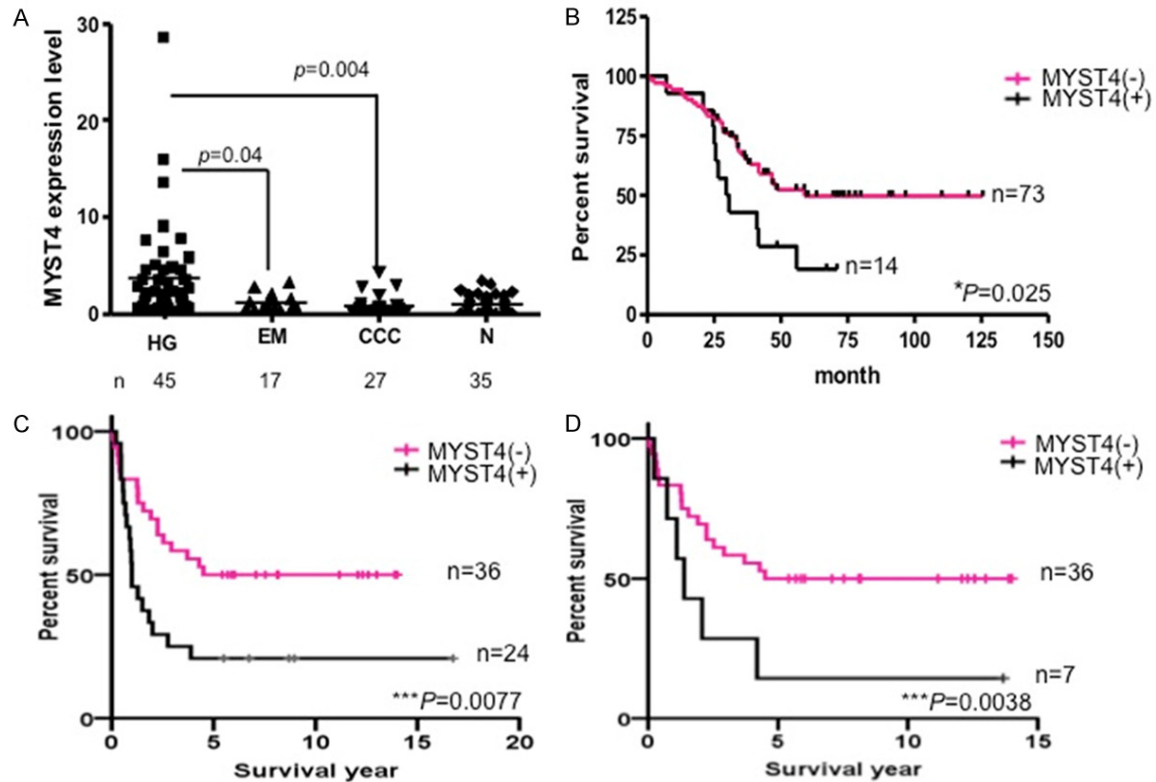 A
MYST4 expression level
30
20
10
0
p=0.004
p=0.04
HG EM CCC N
n 45 17 27 35
B
Percent survival
125
100
75
50
25
0
MYST4(-)
MYST4(+)
n=73
n=14
*P=0.025
0 25 50 75 100 125 150
month
C
Percent survival
100
50
0
MYST4(-)
MYST4(+)
n=36
n=24
***P=0.0077
0 5 10 15 20
Survival year
D
Percent survival
100
50
0
MYST4(-)
MYST4(+)
n=36
n=7
***P=0.0038
0 5 10 15
Survival year